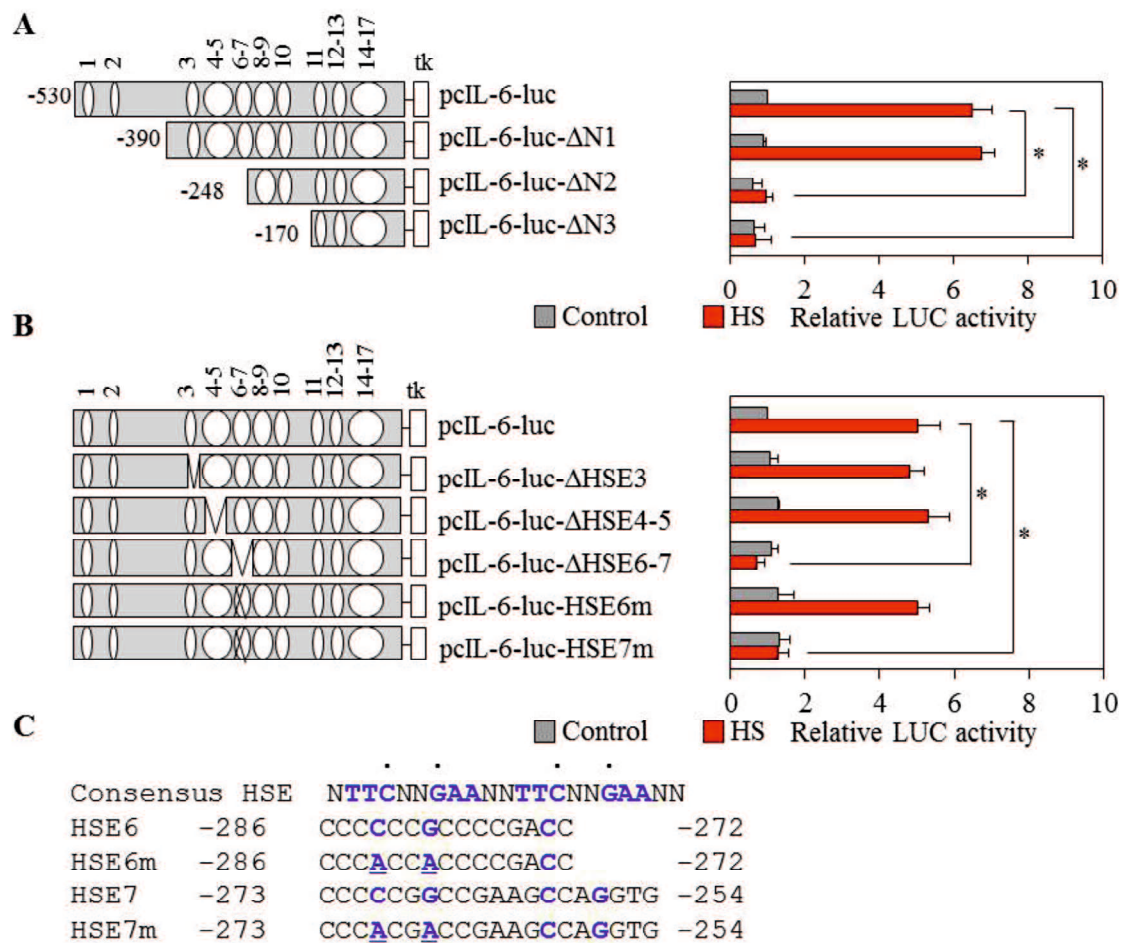 A
1 2 3 4-5 6-7 8-9 10 11 12-13 14-17 tk
-530 pcIL-6-luc
-390 pcIL-6-luc-ΔN1
-248 pcIL-6-luc-ΔN2
-170 pcIL-6-luc-ΔN3
*
*
0 2 4 6 8 10
Control HS Relative LUC activity
B
1 2 3 4-5 6-7 8-9 10 11 12-13 14-17 tk
pcIL-6-luc
pcIL-6-luc-ΔHSE3
pcIL-6-luc-ΔHSE4-5
pcIL-6-luc-ΔHSE6-7
pcIL-6-luc-HSE6m
pcIL-6-luc-HSE7m
*
*
0 2 4 6 8 10
Control HS Relative LUC activity
C
. . . .
Consensus HSE NTTCNNGAANNTTCNNGAANN
HSE6 -286 CCCCCCGCCCCGACC -272
HSE6m -286 CCCACCACCCCGACC -272
HSE7 -273 CCCCCGGCCGAAGCCAGGTG -254
HSE7m -273 CCCACGACCGAAGCCAGGTG -254